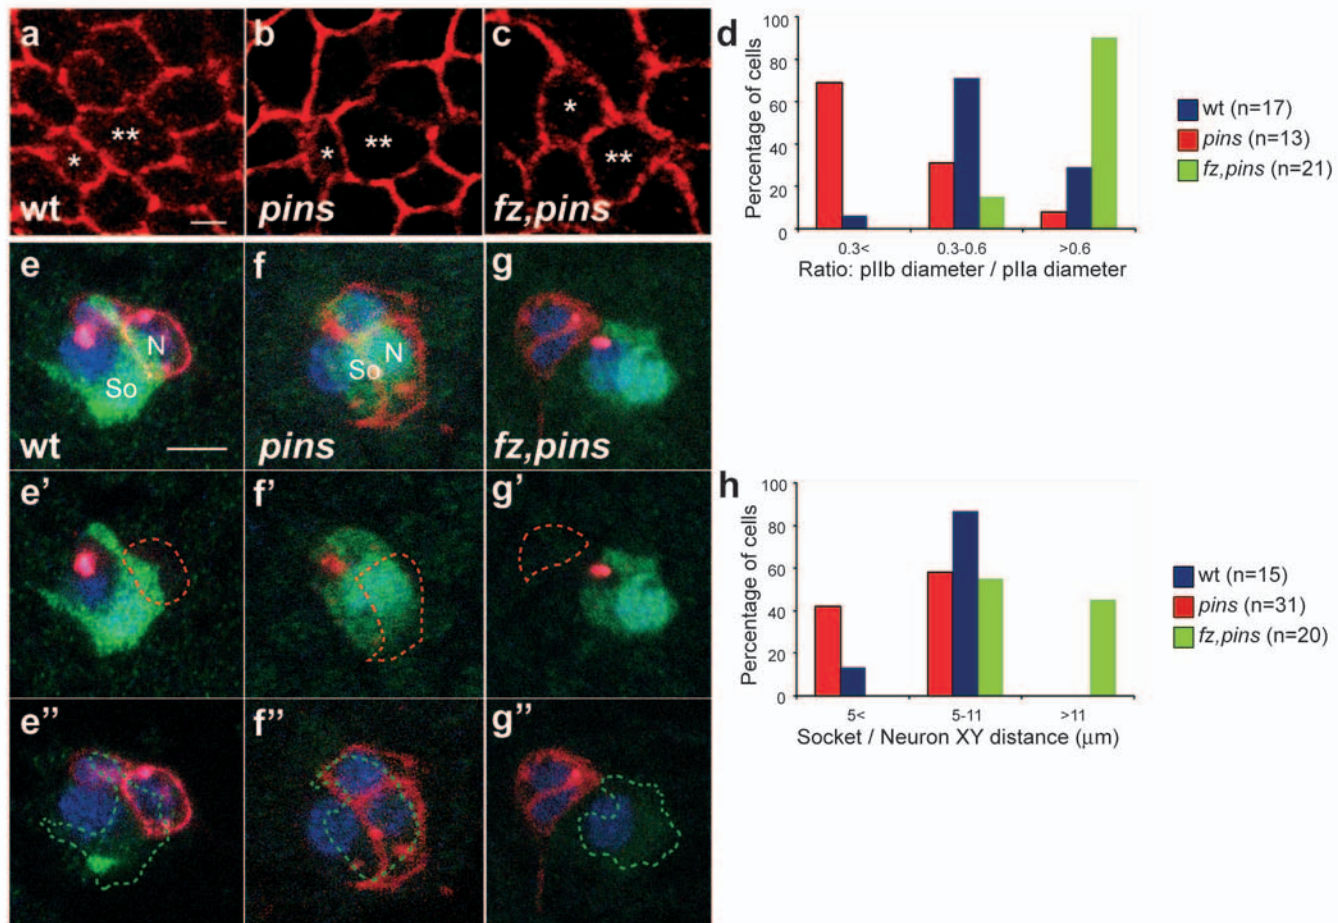 a
*
**
wt
b
*
**
pins
c
*
**
fz,pins
d
Percentage of cells
100
80
60
40
20
0
0.3<
0.3-0.6
>0.6
Ratio: pIIb diameter / pIIa diameter
wt (n=17)
pins (n=13)
fz,pins (n=21)
e
N
So
wt
f
N
So
pins
g
fz,pins
e'
f'
g'
h
Percentage of cells
100
80
60
40
20
0
5<
5-11
>11
Socket / Neuron XY distance (μm)
wt (n=15)
pins (n=31)
fz,pins (n=20)
e''
f''
g''